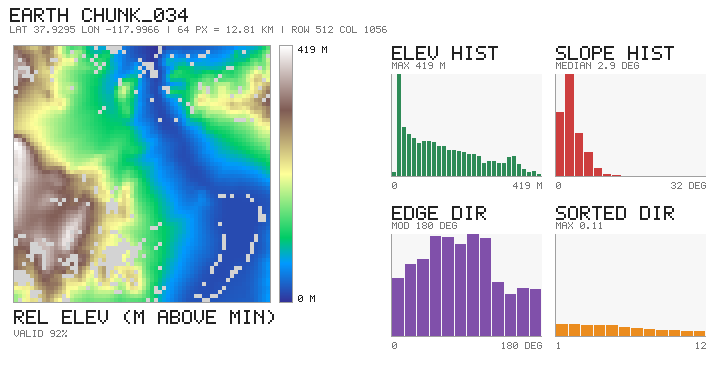 EARTH CHUNK_034
LAT 37.9295 LON -117.9966 | 64 PX = 12.81 KM | ROW 512 COL 1056
419 M
0 M
REL ELEV (M ABOVE MIN)
VALID 92%
ELEV HIST
MAX 419 M
0 419 M
SLOPE HIST
MEDIAN 2.9 DEG
0 32 DEG
EDGE DIR
MOD 180 DEG
0 180 DEG
SORTED DIR
MAX 0.11
1 12